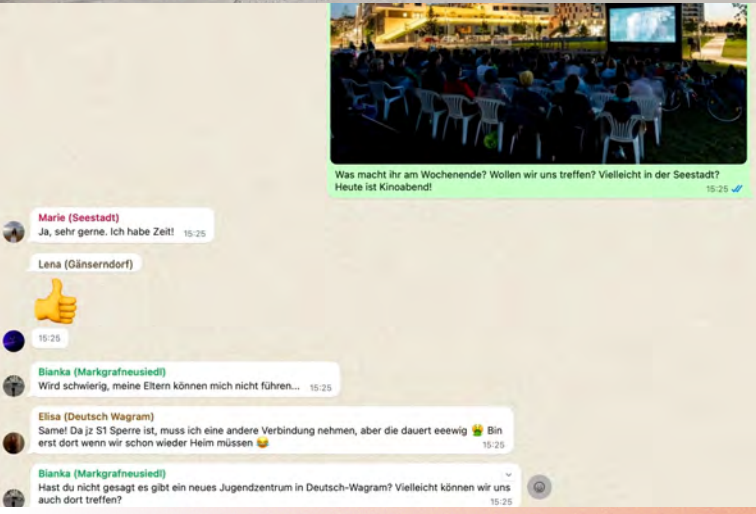 Was macht ihr am Wochenende? Wollen wir uns treffen? Vielleicht in der Seestadt?
Heute ist Kinoabend!
15:25
Marie (Seestadt)
Ja, sehr gerne. Ich habe Zeit! 15:25
Lena (Gänserndorf)
15:25
Bianka (Markgrafneusiedl)
Wird schwierig, meine Eltern können mich nicht führen... 15:25
Elisa (Deutsch Wagram)
Same! Da jz S1 Sperre ist, muss ich eine andere Verbindung nehmen, aber die dauert eeewig 🤮 Bin
erst dort wenn wir schon wieder Heim müssen 😂
15:25
Bianka (Markgrafneusiedl)
Hast du nicht gesagt es gibt ein neues Jugendzentrum in Deutsch-Wagram? Vielleicht können wir uns
auch dort treffen?
15:25